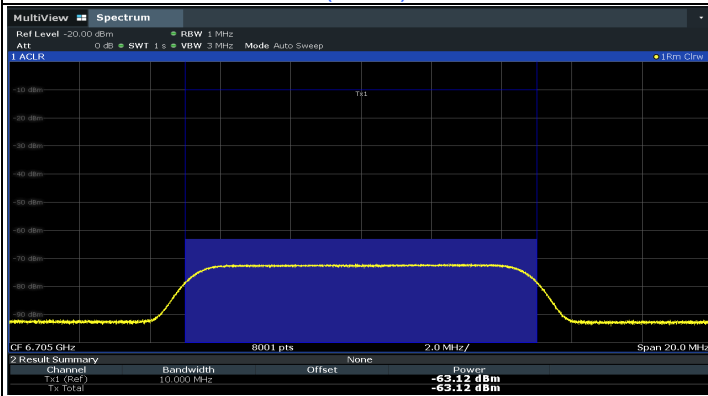 MultiView Spectrum
Ref Level -20.00 dBm RBW 1 MHz
Att 0 dB SWT 1 s VBW 3 MHz Mode Auto Sweep
1 ACLR 1Rm Clrw
Tx1
-10 dBm
-20 dBm
-30 dBm
-40 dBm
-50 dBm
-60 dBm
-70 dBm
-80 dBm
-90 dBm
CF 6.705 GHz 8001 pts 2.0 MHz/ Span 20.0 MHz
2 Result Summary None
Channel Bandwidth Offset Power
Tx1 (Ref) 10.000 MHz -63.12 dBm
Tx Total -63.12 dBm